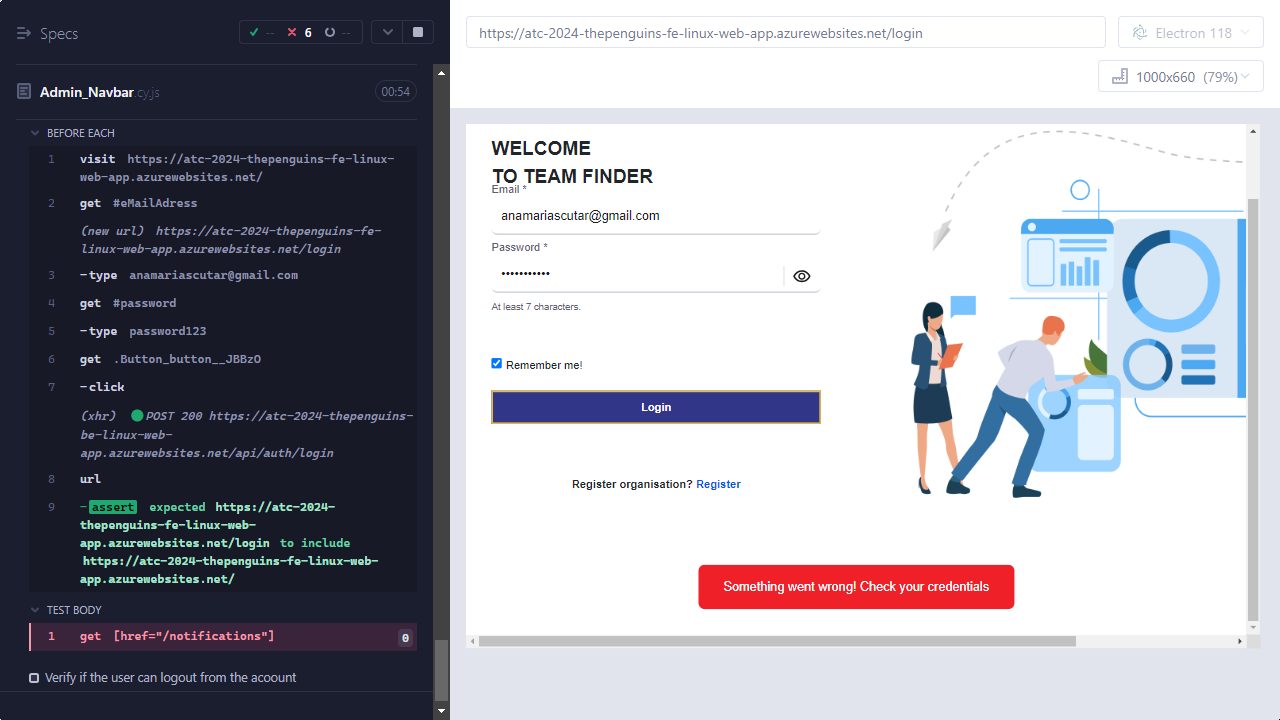 Specs
-- 6 --
Admin_Navbar.cy.js 00:54
BEFORE EACH
1 visit https://atc-2024-thepenguins-fe-linux-
web-app.azurewebsites.net/
2 get #eMailAdress
(new url) https://atc-2024-thepenguins-fe-
linux-web-app.azurewebsites.net/login
3 -type anamariascutar@gmail.com
4 get #password
5 -type password123
6 get .Button_button__JBBzO
7 -click
(xhr) POST 200 https://atc-2024-thepenguins-
be-linux-web-
app.azurewebsites.net/api/auth/login
8 url
9 -assert expected https://atc-2024-
thepenguins-fe-linux-web-
app.azurewebsites.net/login to include
https://atc-2024-thepenguins-fe-linux-web-
app.azurewebsites.net/
TEST BODY
1 get [href="/notifications"] 0
Verify if the user can logout from the acoount
https://atc-2024-thepenguins-fe-linux-web-app.azurewebsites.net/login
Electron 118
1000x660 (79%)
WELCOME
TO TEAM FINDER
Email *
anamariascutar@gmail.com
Password *
•••••••••••
At least 7 characters.
Remember me!
Login
Register organisation? Register
Something went wrong! Check your credentials